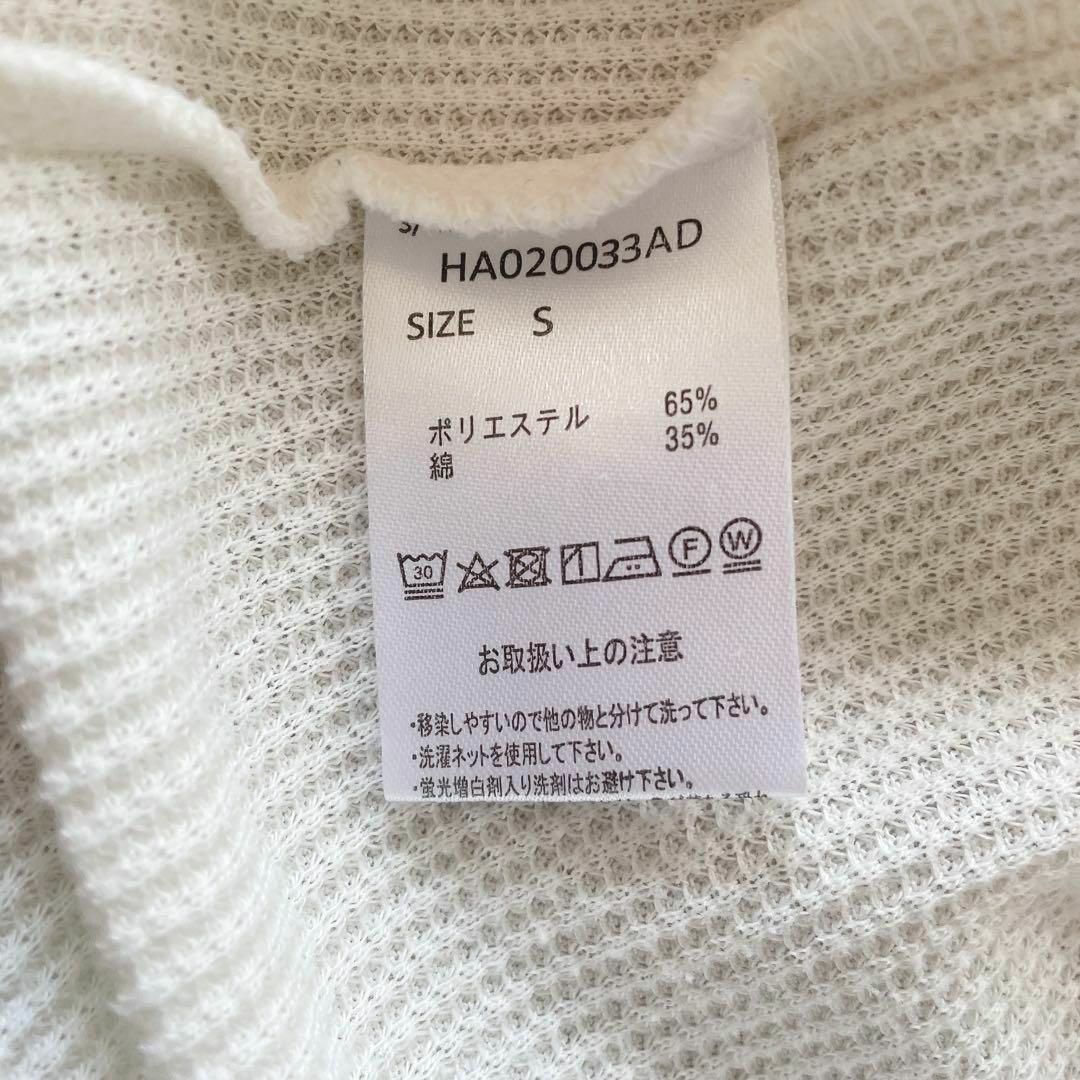 S/
HA020033AD
SIZE S
ポリエステル 65%
綿 35%
30 1 F W
お取扱い上の注意
・移染しやすいので他の物と分けて洗って下さい。
・洗濯ネットを使用して下さい。
・蛍光増白剤入り洗剤はお避け下さい。